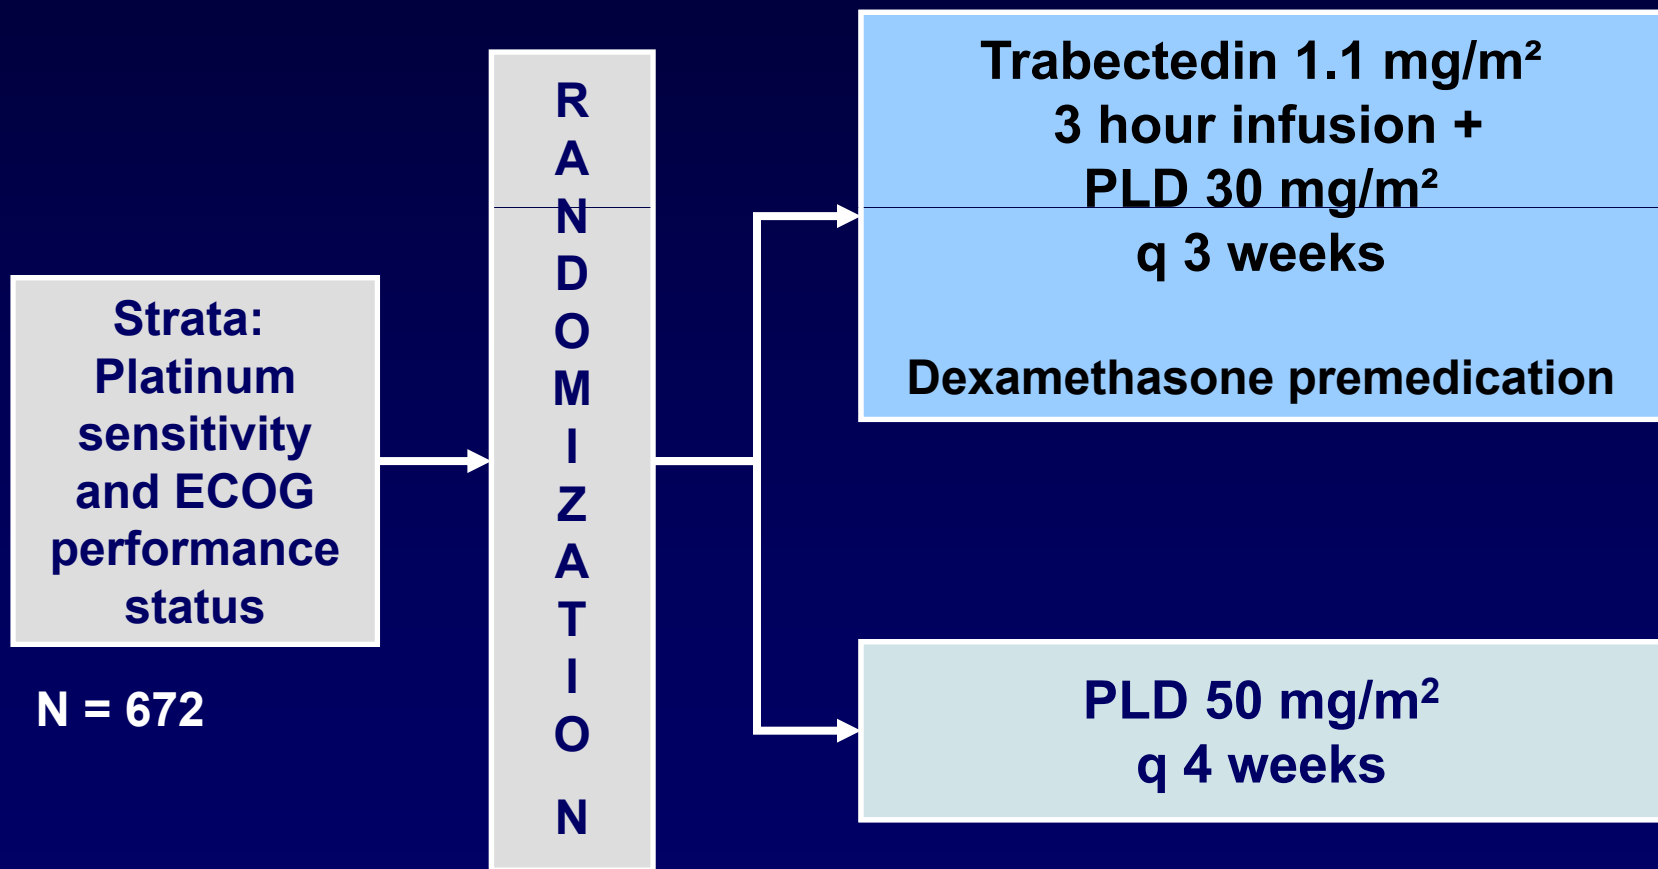 Strata:
Platinum
sensitivity
and ECOG
performance
status
N = 672
R
A
N
D
O
M
I
Z
A
T
I
O
N
Trabectedin 1.1 mg/m²
3 hour infusion +
PLD 30 mg/m²
q 3 weeks
Dexamethasone premedication
PLD 50 mg/m²
q 4 weeks